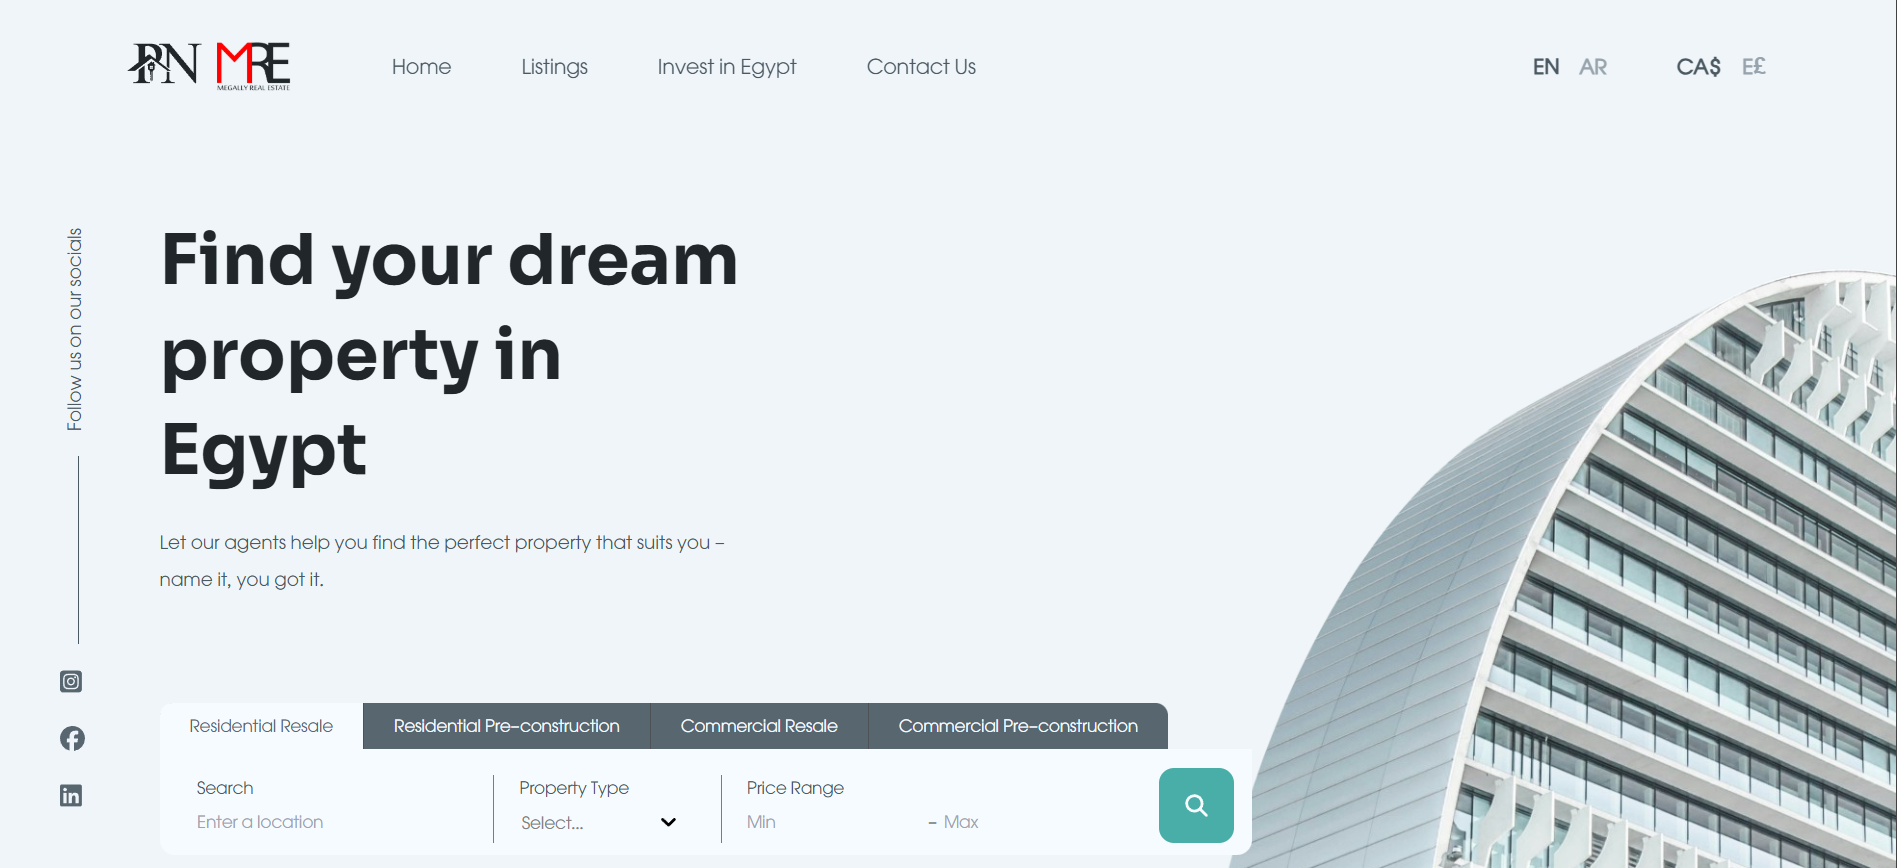 PN MRE
MEGALLY REAL ESTATE
Home
Listings
Invest in Egypt
Contact Us
EN AR
CA$ E£
Follow us on our socials
Find your dream
property in
Egypt
Let our agents help you find the perfect property that suits you –
name it, you got it.
Residential Resale
Residential Pre-construction
Commercial Resale
Commercial Pre-construction
Search
Enter a location
Property Type
Select...
Price Range
Min – Max